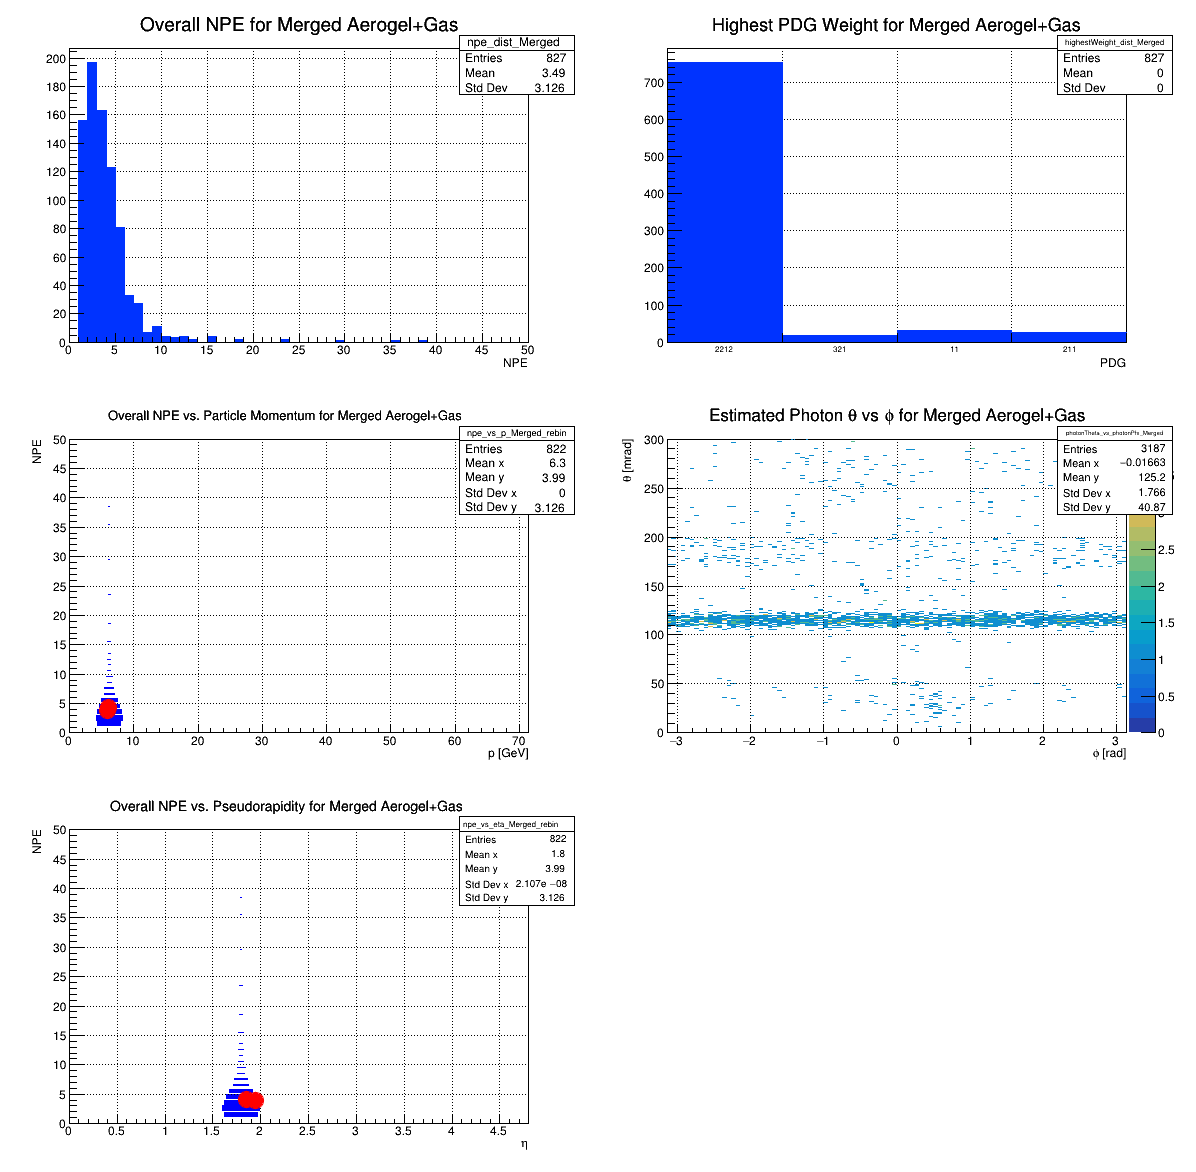 Overall NPE for Merged Aerogel+Gas
npe_dist_Merged
Entries 827
Mean 3.49
Std Dev 3.126
200
180
160
140
120
100
80
60
40
20
0
0 5 10 15 20 25 30 35 40 45 50
NPE
Highest PDG Weight for Merged Aerogel+Gas
highestWeight_dist_Merged
Entries 827
Mean 0
Std Dev 0
700
600
500
400
300
200
100
0
2212 321 11 211
PDG
Overall NPE vs. Particle Momentum for Merged Aerogel+Gas
npe_vs_p_Merged_rebin
Entries 822
Mean x 6.3
Mean y 3.99
Std Dev x 0
Std Dev y 3.126
NPE
50
45
40
35
30
25
20
15
10
5
0
0 10 20 30 40 50 60 70
p [GeV]
Estimated Photon θ vs ϕ for Merged Aerogel+Gas
photonTheta_vs_photonPhi_Merged
Entries 3187
Mean x −0.01663
Mean y 125.2
Std Dev x 1.766
Std Dev y 40.87
θ [mrad]
300
250
200
150
100
50
0
−3 −2 −1 0 1 2 3
ϕ [rad]
2.5
2
1.5
1
0.5
0
Overall NPE vs. Pseudorapidity for Merged Aerogel+Gas
npe_vs_eta_Merged_rebin
Entries 822
Mean x 1.8
Mean y 3.99
Std Dev x 2.107e −08
Std Dev y 3.126
NPE
50
45
40
35
30
25
20
15
10
5
0
0 0.5 1 1.5 2 2.5 3 3.5 4 4.5
η